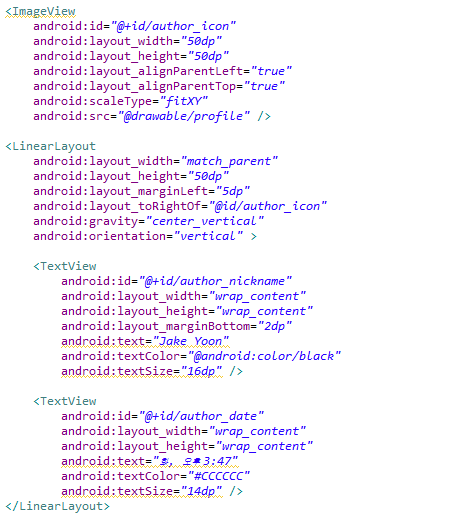 <ImageView
android:id="@+id/author_icon"
android:layout_width="50dp"
android:layout_height="50dp"
android:layout_alignParentLeft="true"
android:layout_alignParentTop="true"
android:scaleType="fitXY"
android:src="@drawable/profile" />
<LinearLayout
android:layout_width="match_parent"
android:layout_height="50dp"
android:layout_marginLeft="5dp"
android:layout_toRightOf="@id/author_icon"
android:gravity="center_vertical"
android:orientation="vertical" >
<TextView
android:id="@+id/author_nickname"
android:layout_width="wrap_content"
android:layout_height="wrap_content"
android:layout_marginBottom="2dp"
android:text="Jake Yoon"
android:textColor="@android:color/black"
android:textSize="16dp" />
<TextView
android:id="@+id/author_date"
android:layout_width="wrap_content"
android:layout_height="wrap_content"
android:text=" 오후 3:47"
android:textColor="#CCCCCC"
android:textSize="14dp" />
</LinearLayout>